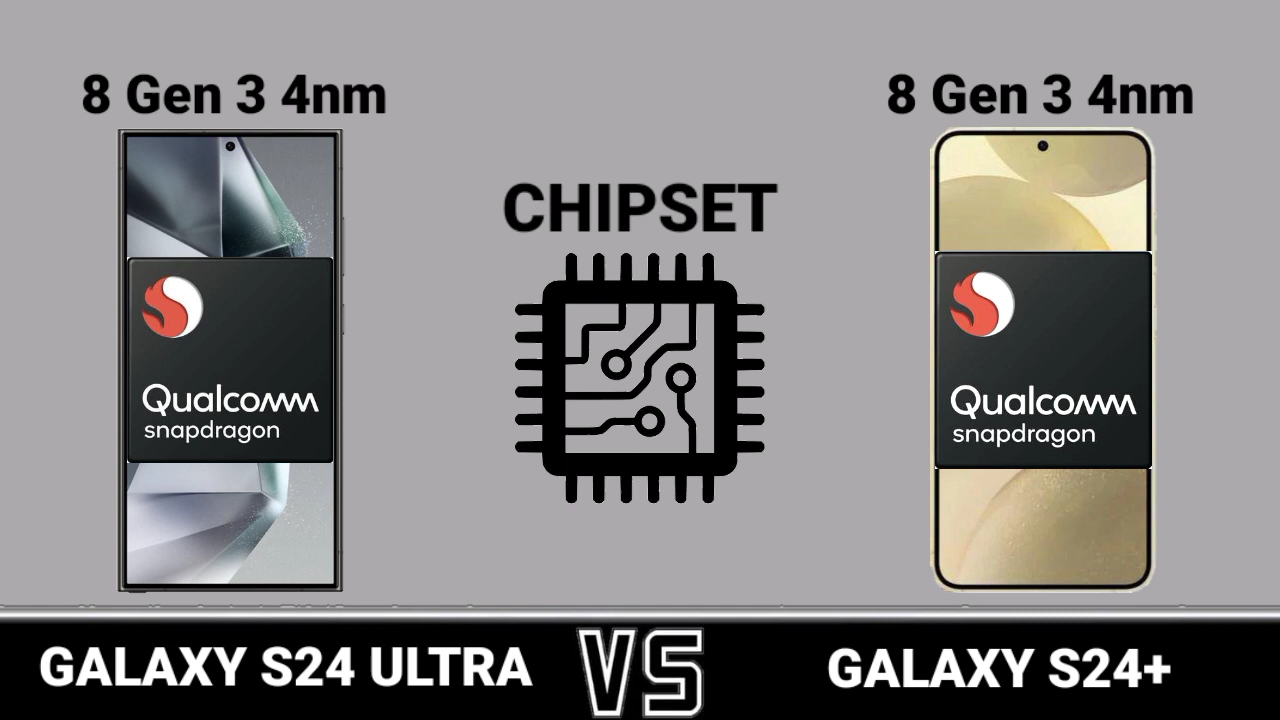 8 Gen 3 4nm
8 Gen 3 4nm
CHIPSET
Qualcomm
snapdragon
Qualcomm
snapdragon
GALAXY S24 ULTRA
VS
GALAXY S24+